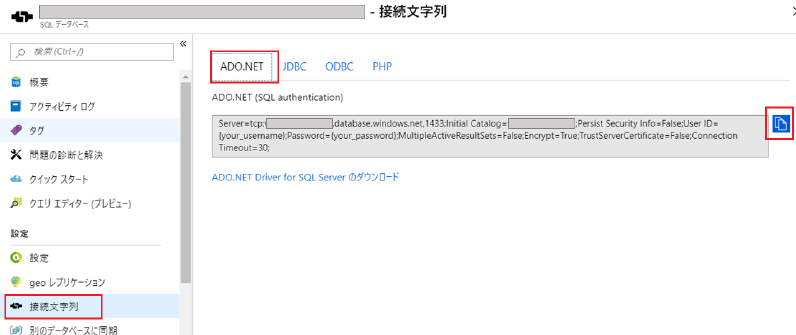 - 接続文字列
SQL データベース
検索 (Ctrl+/)
«
概要
アクティビティ ログ
タグ
問題の診断と解決
クイック スタート
クエリ エディター (プレビュー)
設定
設定
geo レプリケーション
接続文字列
別のデータベースに同期
ADO.NET JDBC ODBC PHP
ADO.NET (SQL authentication)
Server=tcp: .database.windows.net,1433;Initial Catalog= ;Persist Security Info=False;User ID=
{your_username};Password={your_password};MultipleActiveResultSets=False;Encrypt=True;TrustServerCertificate=False;Connection
Timeout=30;
ADO.NET Driver for SQL Server のダウンロード